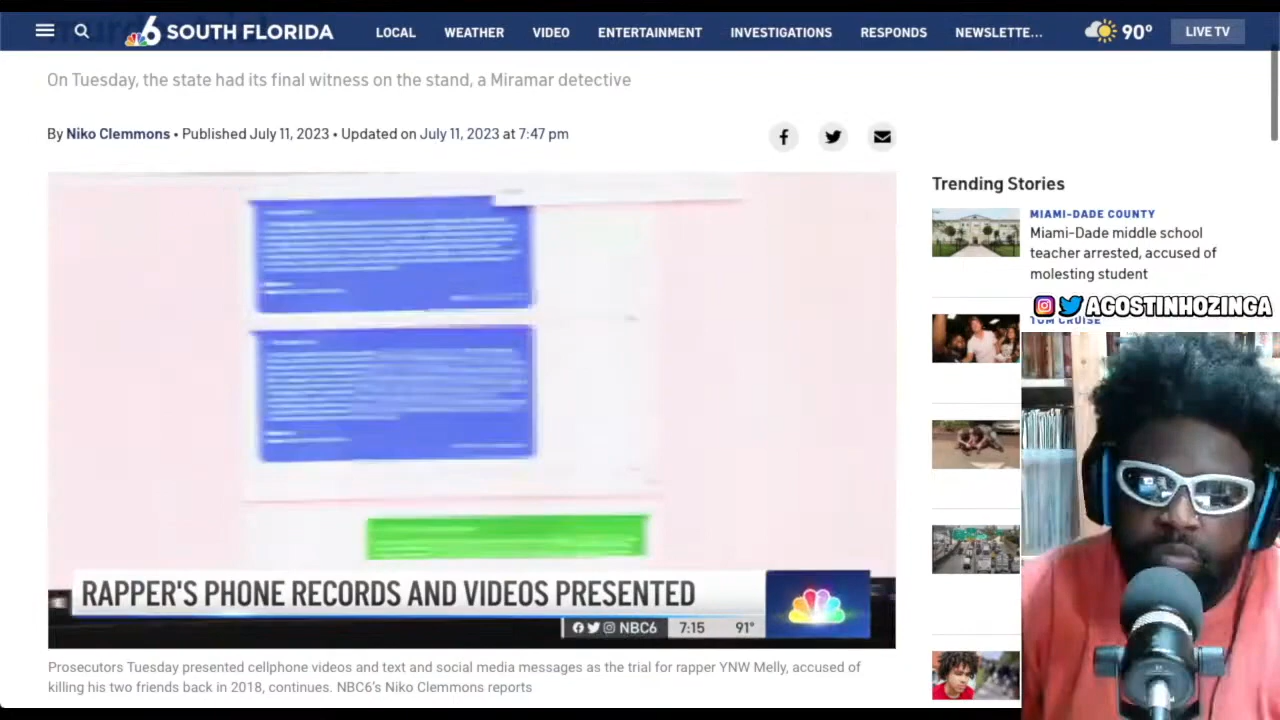 6 SOUTH FLORIDA
LOCAL
WEATHER
VIDEO
ENTERTAINMENT
INVESTIGATIONS
RESPONDS
NEWSLETTE...
90°
LIVE TV
On Tuesday, the state had its final witness on the stand, a Miramar detective
By Niko Clemmons • Published July 11, 2023 • Updated on July 11, 2023 at 7:47 pm
Trending Stories
MIAMI-DADE COUNTY
Miami-Dade middle school
teacher arrested, accused of
molesting student
AGOSTINHOZINGA
TOM CRUISE
RAPPER'S PHONE RECORDS AND VIDEOS PRESENTED
NBC6
7:15
91°
Prosecutors Tuesday presented cellphone videos and text and social media messages as the trial for rapper YNW Melly, accused of
killing his two friends back in 2018, continues. NBC6's Niko Clemmons reports